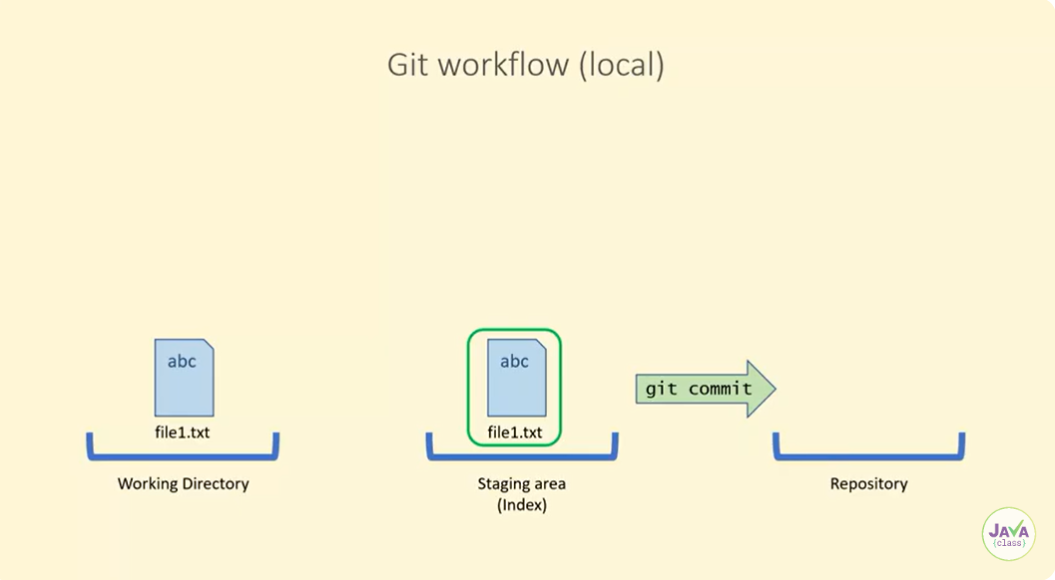 Git workflow (local)
abc
file1.txt
Working Directory
abc
file1.txt
Staging area
(Index)
git commit
Repository
JAVA
{class}